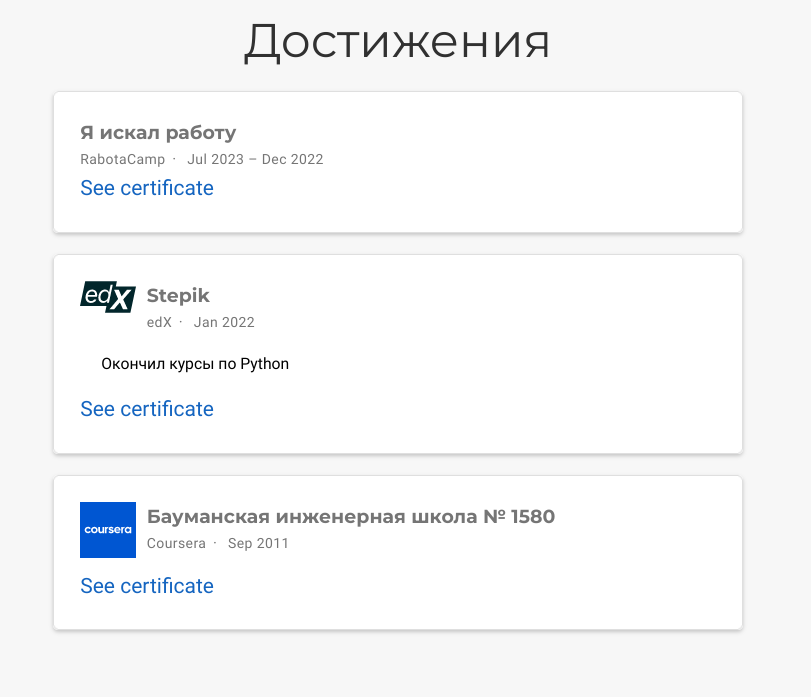 Достижения
Я искал работу
RabotaCamp · Jul 2023 – Dec 2022
See certificate
edX
Stepik
edX · Jan 2022
Окончил курсы по Python
See certificate
coursera
Бауманская инженерная школа № 1580
Coursera · Sep 2011
See certificate